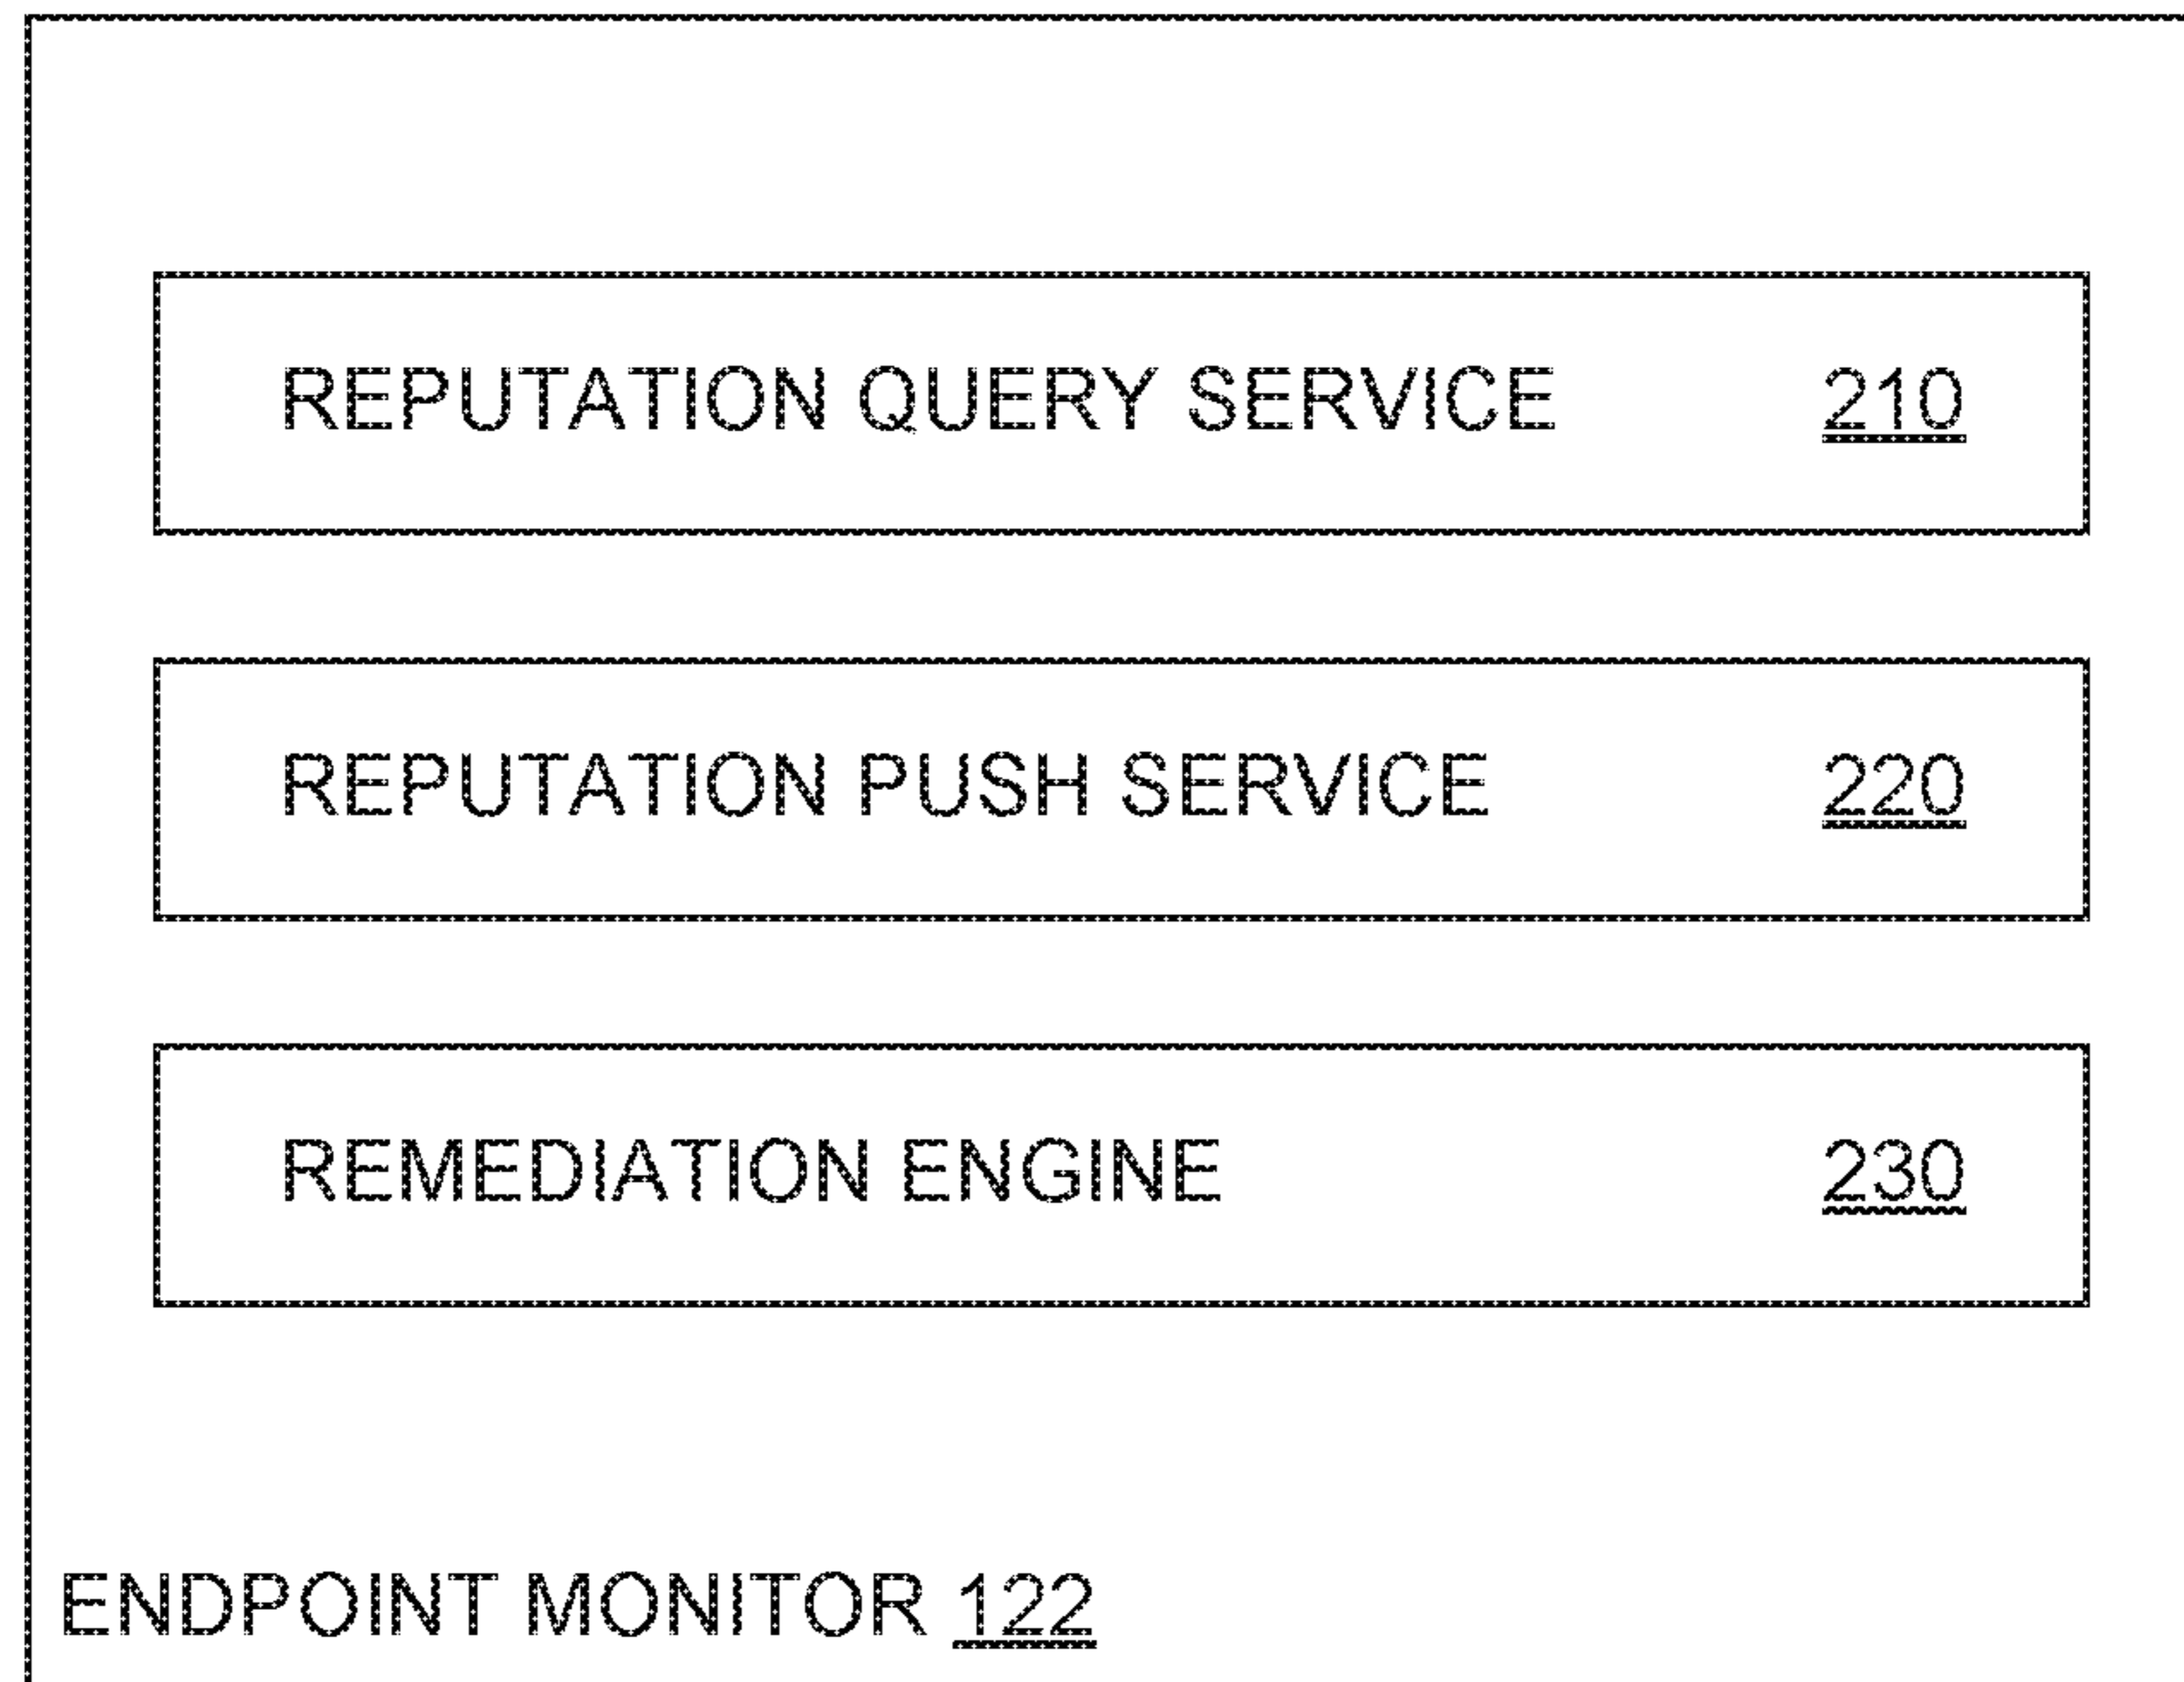 REPUTATION QUERY SERVICE 210
REPUTATION PUSH SERVICE 220
REMEDIATION ENGINE 230
ENDPOINT MONITOR 122